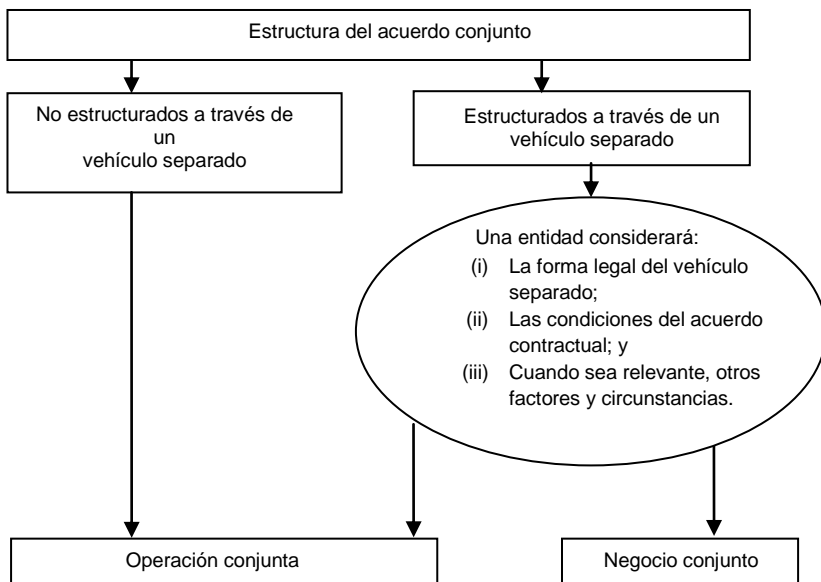 Estructura del acuerdo conjunto
No estructurados a través de
un
vehículo separado
Estructurados a través de un
vehículo separado
Una entidad considerará:
(i) La forma legal del vehículo
separado;
(ii) Las condiciones del acuerdo
contractual; y
(iii) Cuando sea relevante, otros
factores y circunstancias.
Operación conjunta
Negocio conjunto